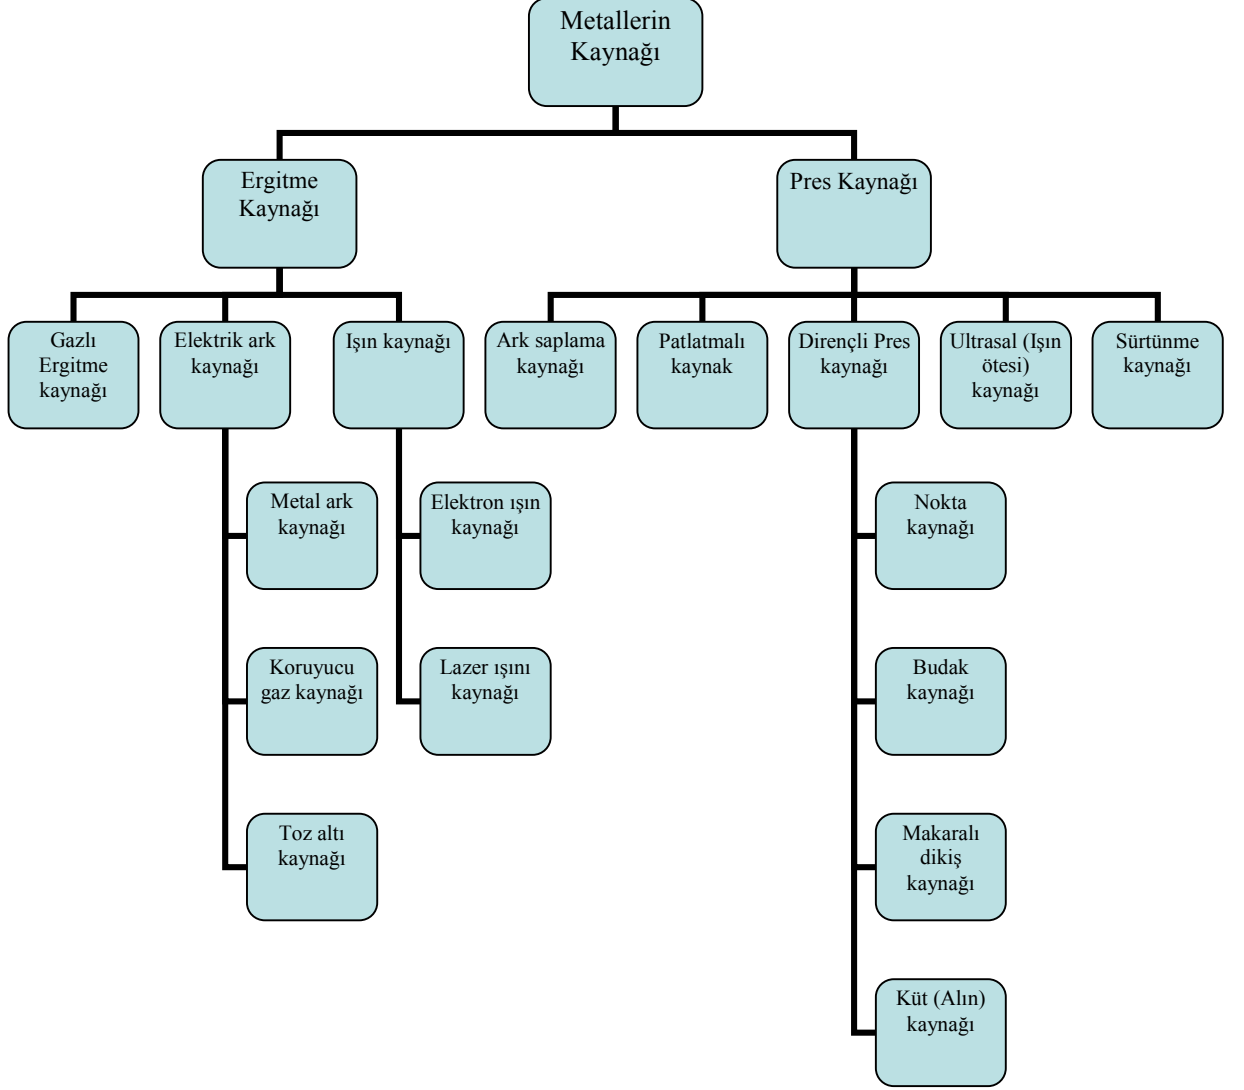 Metallerin
Kaynağı
Ergitme
Kaynağı
Pres Kaynağı
Gazlı
Ergitme
kaynağı
Elektrik ark
kaynağı
Işın kaynağı
Ark saplama
kaynağı
Patlatmalı
kaynak
Dirençli Pres
kaynağı
Ultrasal (Işın
ötesi)
kaynağı
Sürtünme
kaynağı
Metal ark
kaynağı
Elektron ışın
kaynağı
Nokta
kaynağı
Koruyucu
gaz kaynağı
Lazer ışını
kaynağı
Budak
kaynağı
Toz altı
kaynağı
Makaralı
dikiş
kaynağı
Küt (Alın)
kaynağı